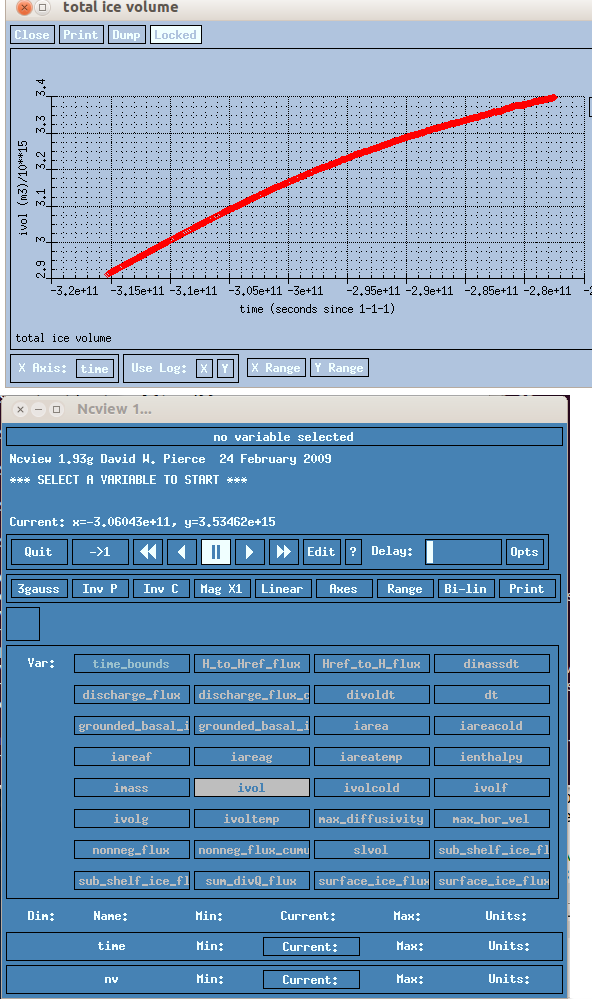 total ice volume
Close Print Dump Locked
3.4
3.3
3.2
3.1
3
2.9
ivol (m3)/10**15
-3.2e+11 -3.15e+11 -3.1e+11 -3.05e+11 -3e+11 -2.95e+11 -2.9e+11 -2.85e+11 -2.8e+11
time (seconds since 1-1-1)
total ice volume
X Axis: time Use Log: X Y X Range Y Range
Ncview 1...
no variable selected
Ncview 1.93g David W. Pierce 24 February 2009
*** SELECT A VARIABLE TO START ***
Current: x=-3.06043e+11, y=3.53462e+15
Quit ->1 Edit ? Delay: Opts
3gauss Inv P Inv C Mag X1 Linear Axes Range Bi-lin Print
Var: time_bounds H_to_Href_flux Href_to_H_flux dimassdt
discharge_flux discharge_flux_c divoldt dt
grounded_basal_i grounded_basal_i iarea iareacold
iareaf iareag iareatemp ienthalpy
imass ivol ivolcold ivolf
ivolg ivoltemp max_diffusivity max_hor_vel
nonneg_flux nonneg_flux_cumu slvol sub_shelf_ice_fl
sub_shelf_ice_fl sum_divQ_flux surface_ice_flux surface_ice_flux
Dim: Name: Min: Current: Max: Units:
time Min: Current: Max: Units:
nv Min: Current: Max: Units: